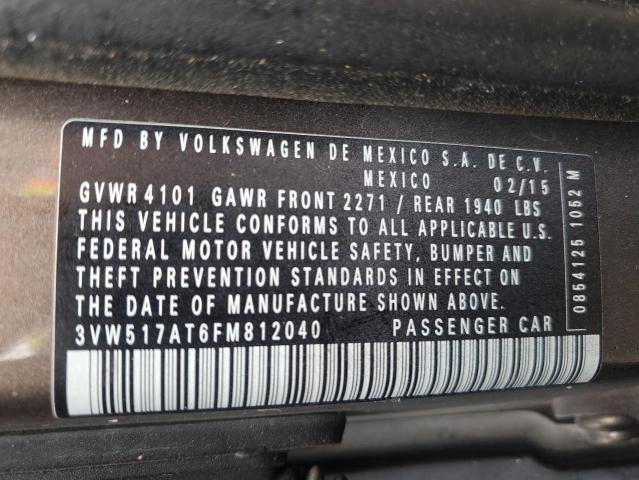 MFD BY VOLKSWAGEN DE MEXICO S.A. DE C.V.
MEXICO 02/15
GVWR 4101 GAWR FRONT 2271 / REAR 1940 LBS
THIS VEHICLE CONFORMS TO ALL APPLICABLE U.S.
FEDERAL MOTOR VEHICLE SAFETY, BUMPER AND
THEFT PREVENTION STANDARDS IN EFFECT ON
THE DATE OF MANUFACTURE SHOWN ABOVE.
3VW517AT6FM812040 PASSENGER CAR
0854125 1052 M